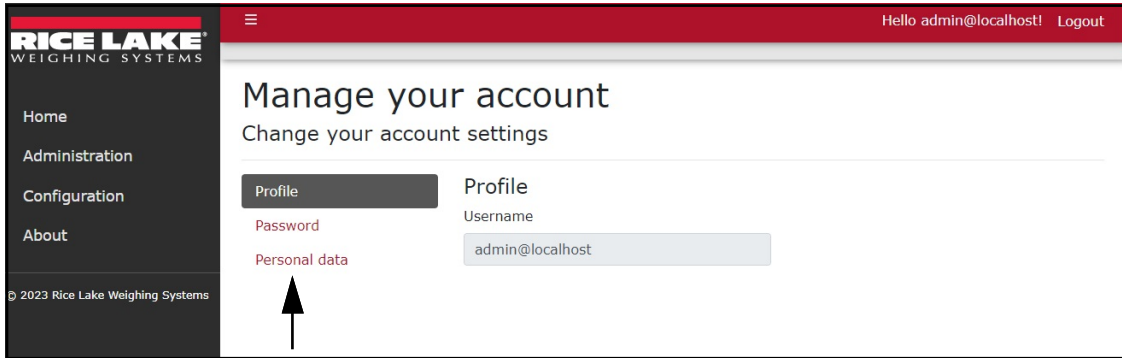 RICE LAKE®
WEIGHING SYSTEMS
Home
Administration
Configuration
About
© 2023 Rice Lake Weighing Systems
☰
Hello admin@localhost! Logout
Manage your account
Change your account settings
Profile
Password
Personal data
Profile
Username
admin@localhost